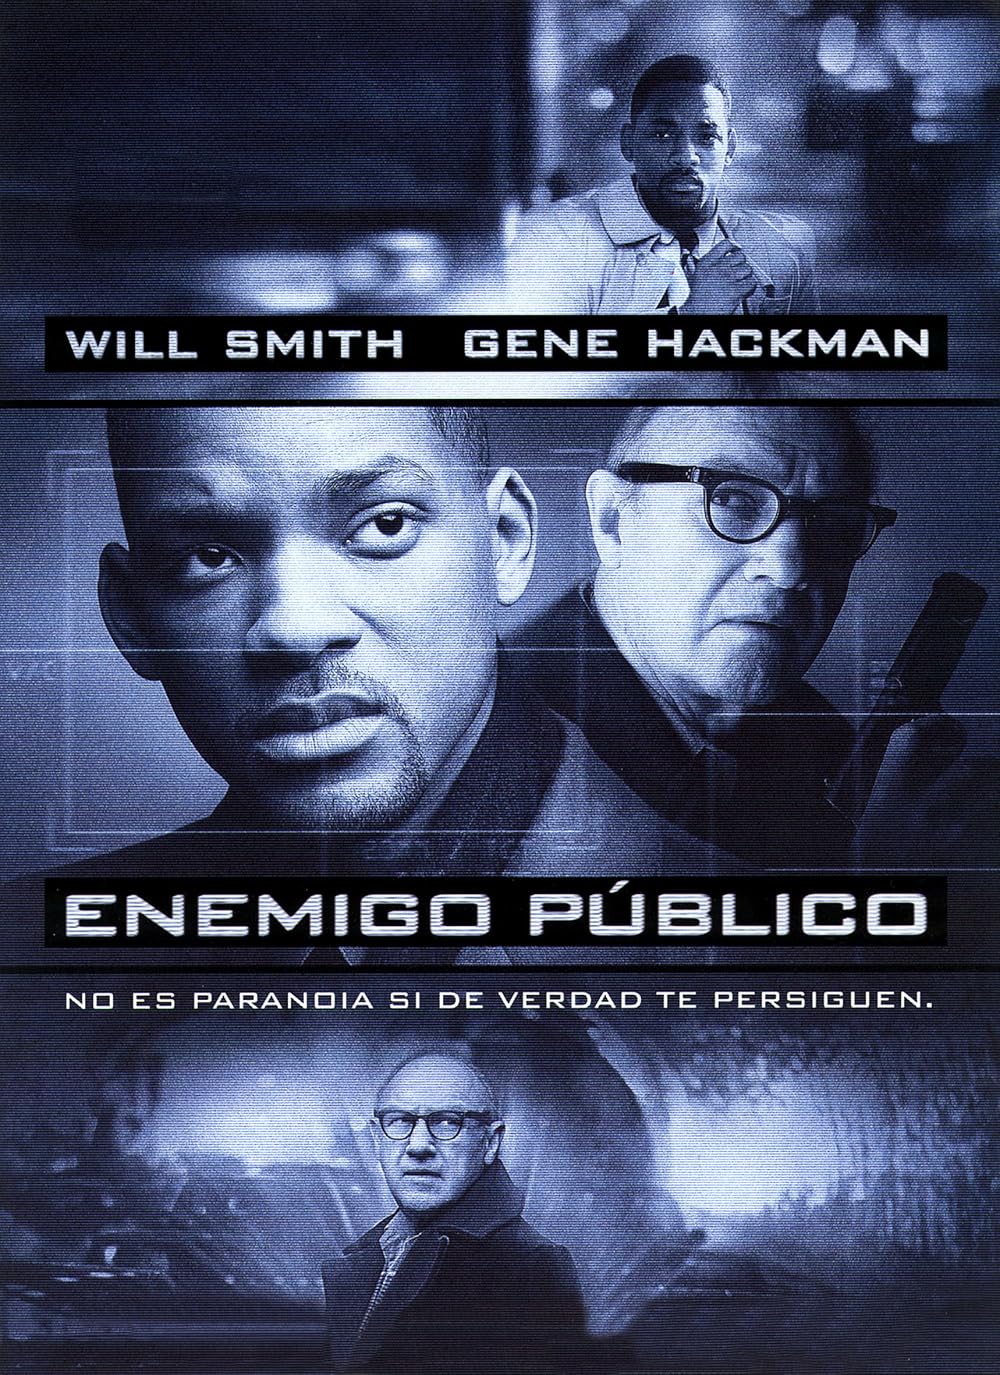 WILL SMITH GENE HACKMAN
ENEMIGO PÚBLICO
NO ES PARANOIA SI DE VERDAD TE PERSIGUEN.